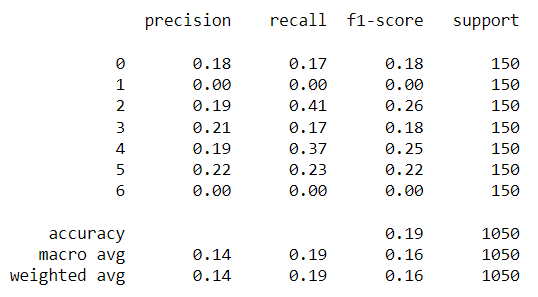 precision recall f1-score support
0 0.18 0.17 0.18 150
1 0.00 0.00 0.00 150
2 0.19 0.41 0.26 150
3 0.21 0.17 0.18 150
4 0.19 0.37 0.25 150
5 0.22 0.23 0.22 150
6 0.00 0.00 0.00 150
accuracy 0.19 1050
macro avg 0.14 0.19 0.16 1050
weighted avg 0.14 0.19 0.16 1050